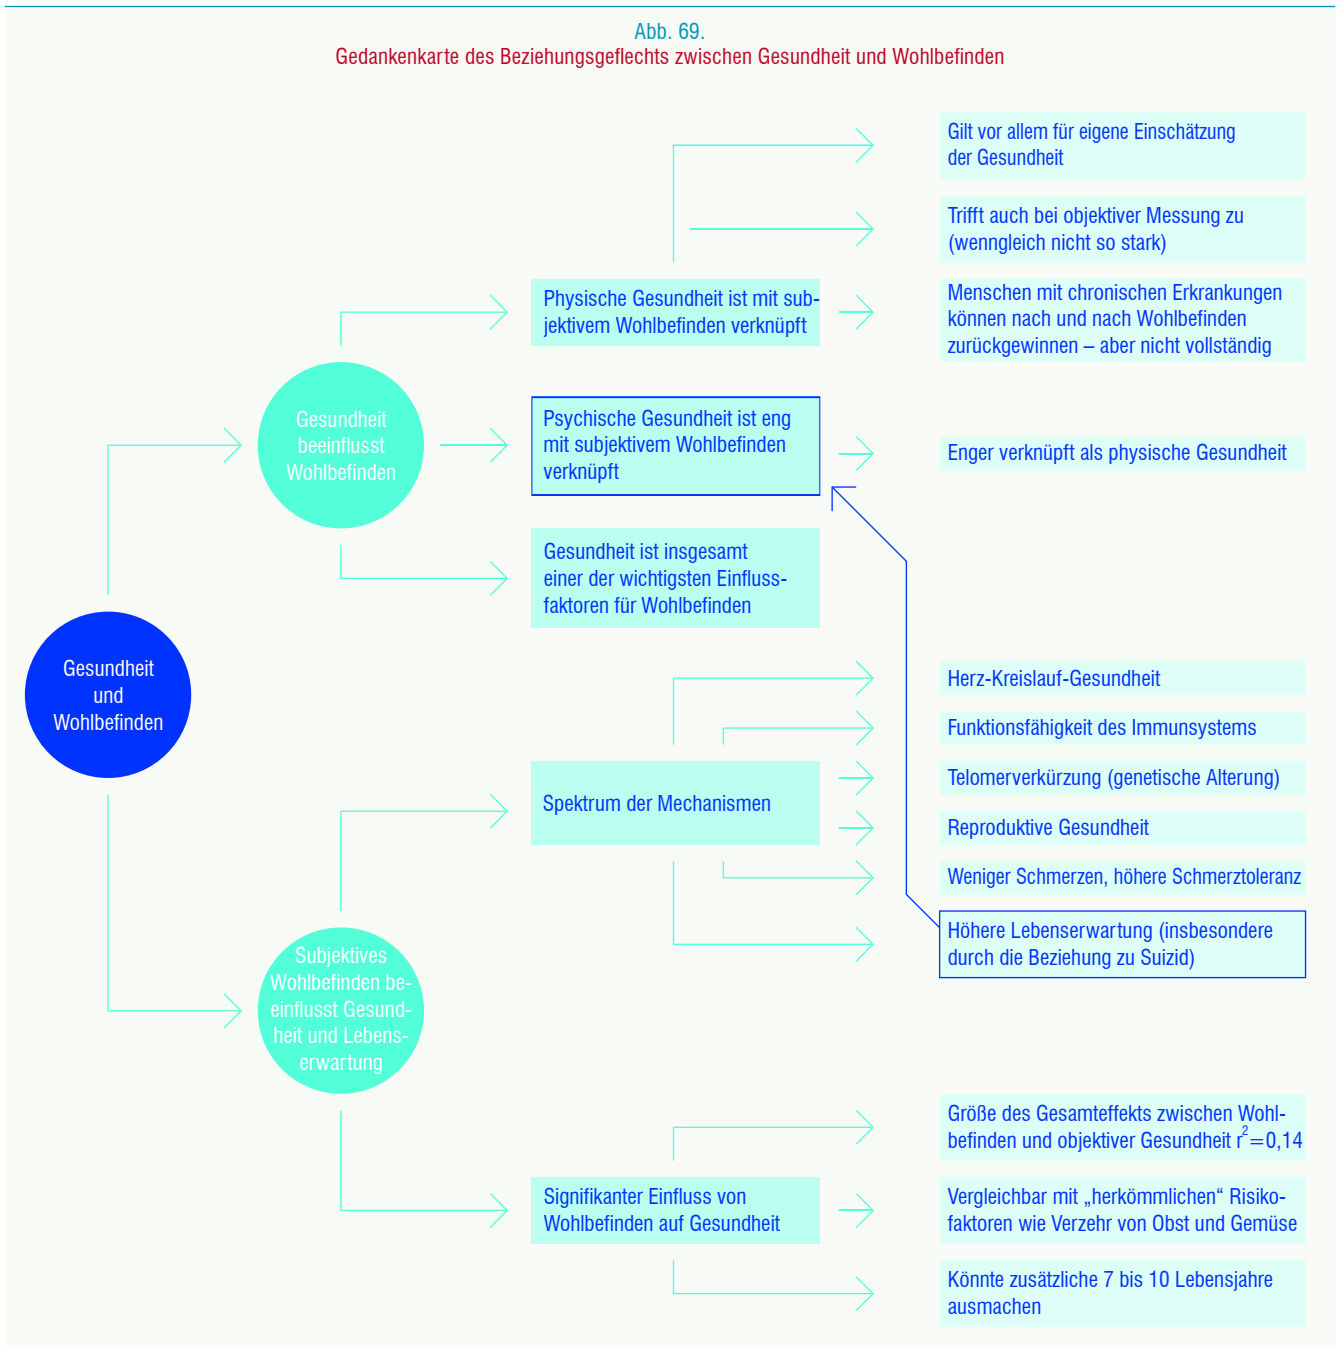 Abb. 69.
Gedankenkarte des Beziehungsgeflechts zwischen Gesundheit und Wohlbefinden
Gesundheit
und
Wohlbefinden
Gesundheit
beeinflusst
Wohlbefinden
Physische Gesundheit ist mit sub-
jektivem Wohlbefinden verknüpft
Gilt vor allem für eigene Einschätzung
der Gesundheit
Trifft auch bei objektiver Messung zu
(wenngleich nicht so stark)
Menschen mit chronischen Erkrankungen
können nach und nach Wohlbefinden
zurückgewinnen – aber nicht vollständig
Psychische Gesundheit ist eng
mit subjektivem Wohlbefinden
verknüpft
Enger verknüpft als physische Gesundheit
Gesundheit ist insgesamt
einer der wichtigsten Einfluss-
faktoren für Wohlbefinden
Subjektives
Wohlbefinden be-
einflusst Gesund-
heit und Lebens-
erwartung
Spektrum der Mechanismen
Herz-Kreislauf-Gesundheit
Funktionsfähigkeit des Immunsystems
Telomerverkürzung (genetische Alterung)
Reproduktive Gesundheit
Weniger Schmerzen, höhere Schmerztoleranz
Höhere Lebenserwartung (insbesondere
durch die Beziehung zu Suizid)
Signifikanter Einfluss von
Wohlbefinden auf Gesundheit
Größe des Gesamteffekts zwischen Wohl-
befinden und objektiver Gesundheit r²=0,14
Vergleichbar mit „herkömmlichen“ Risiko-
faktoren wie Verzehr von Obst und Gemüse
Könnte zusätzliche 7 bis 10 Lebensjahre
ausmachen